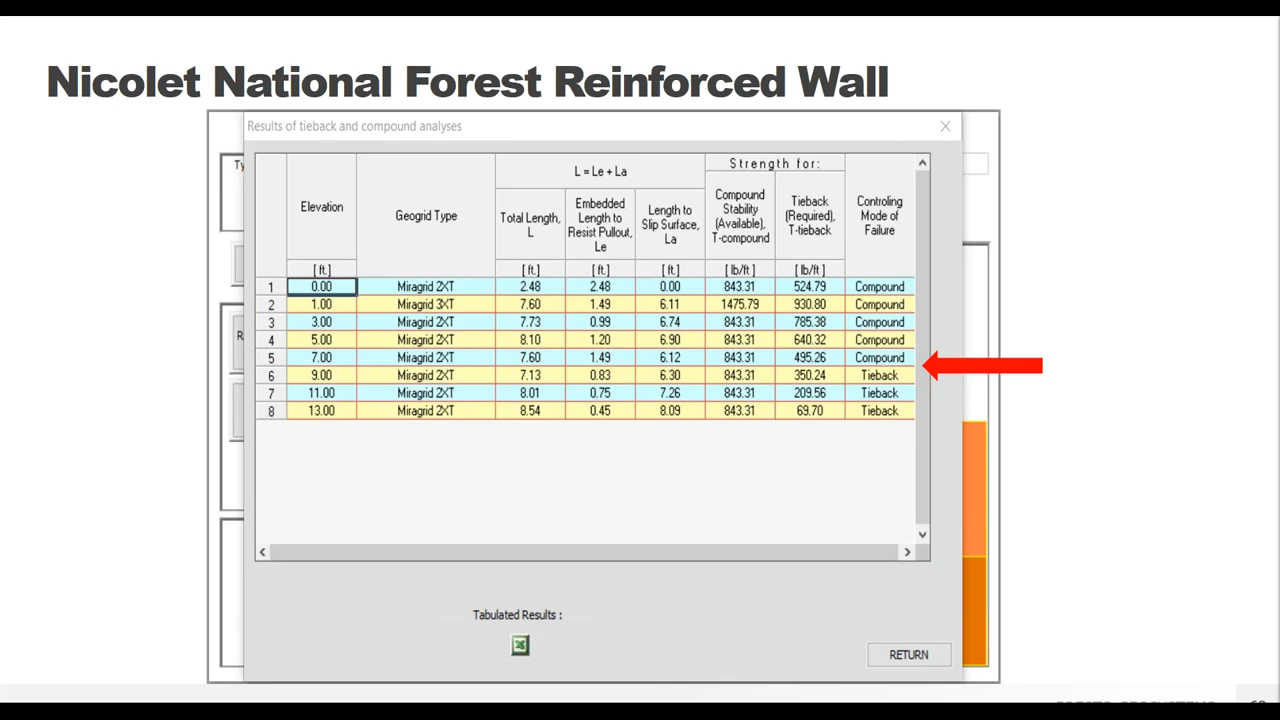 Nicolet National Forest Reinforced Wall
Results of tieback and compound analyses
Elevation
[ ft.]
Geogrid Type
L = Le + La
Total Length, L
[ ft.]
Embedded Length to Resist Pullout, Le
[ ft.]
Length to Slip Surface, La
[ ft.]
Strength for:
Compound Stability (Available), T-compound
[ lb/ft ]
Tieback (Required), T-tieback
[ lb/ft ]
Controling Mode of Failure
1 0.00 Miragrid 2XT 2.48 2.48 0.00 843.31 524.79 Compound
2 1.00 Miragrid 3XT 7.60 1.49 6.11 1475.79 930.80 Compound
3 3.00 Miragrid 2XT 7.73 0.99 6.74 843.31 785.38 Compound
4 5.00 Miragrid 2XT 8.10 1.20 6.90 843.31 640.32 Compound
5 7.00 Miragrid 2XT 7.60 1.49 6.12 843.31 495.26 Compound
6 9.00 Miragrid 2XT 7.13 0.83 6.30 843.31 350.24 Tieback
7 11.00 Miragrid 2XT 8.01 0.75 7.26 843.31 209.56 Tieback
8 13.00 Miragrid 2XT 8.54 0.45 8.09 843.31 69.70 Tieback
Tabulated Results :
RETURN